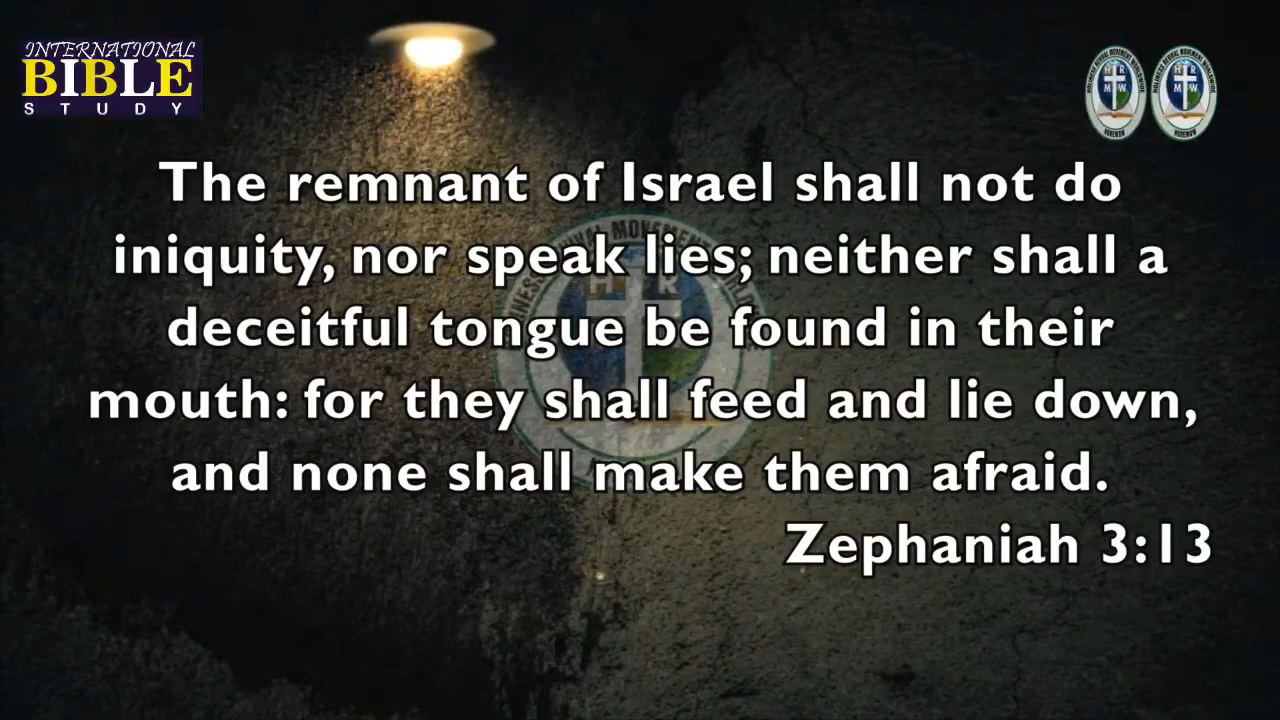 INTERNATIONAL
BIBLE
STUDY
The remnant of Israel shall not do
iniquity, nor speak lies; neither shall a
deceitful tongue be found in their
mouth: for they shall feed and lie down,
and none shall make them afraid.
Zephaniah 3:13
H R
M W
H R
M W
H R